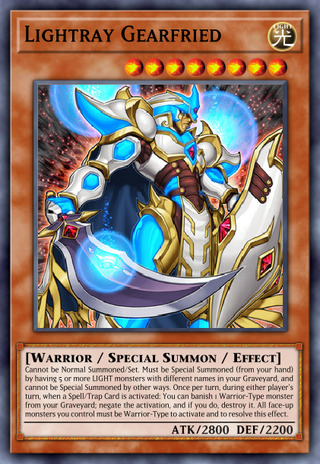 Lightray Gearfried
LIGHT
光
[Warrior / Special Summon / Effect]
Cannot be Normal Summoned/Set. Must be Special Summoned (from your hand)
by having 5 or more LIGHT monsters with different names in your Graveyard, and
cannot be Special Summoned by other ways. Once per turn, during either player's
turn, when a Spell/Trap Card is activated: You can banish 1 Warrior-Type monster
from your Graveyard; negate the activation, and if you do, destroy it. All face-up
monsters you control must be Warrior-Type to activate and to resolve this effect.
ATK/2800 DEF/2200